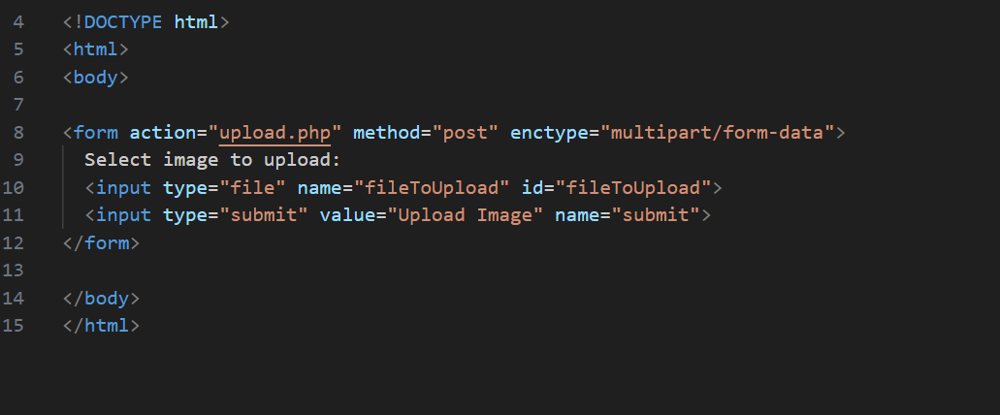 4 <!DOCTYPE html>
5 <html>
6 <body>
7
8 <form action="upload.php" method="post" enctype="multipart/form-data">
9 Select image to upload:
10 <input type="file" name="fileToUpload" id="fileToUpload">
11 <input type="submit" value="Upload Image" name="submit">
12 </form>
13
14 </body>
15 </html>